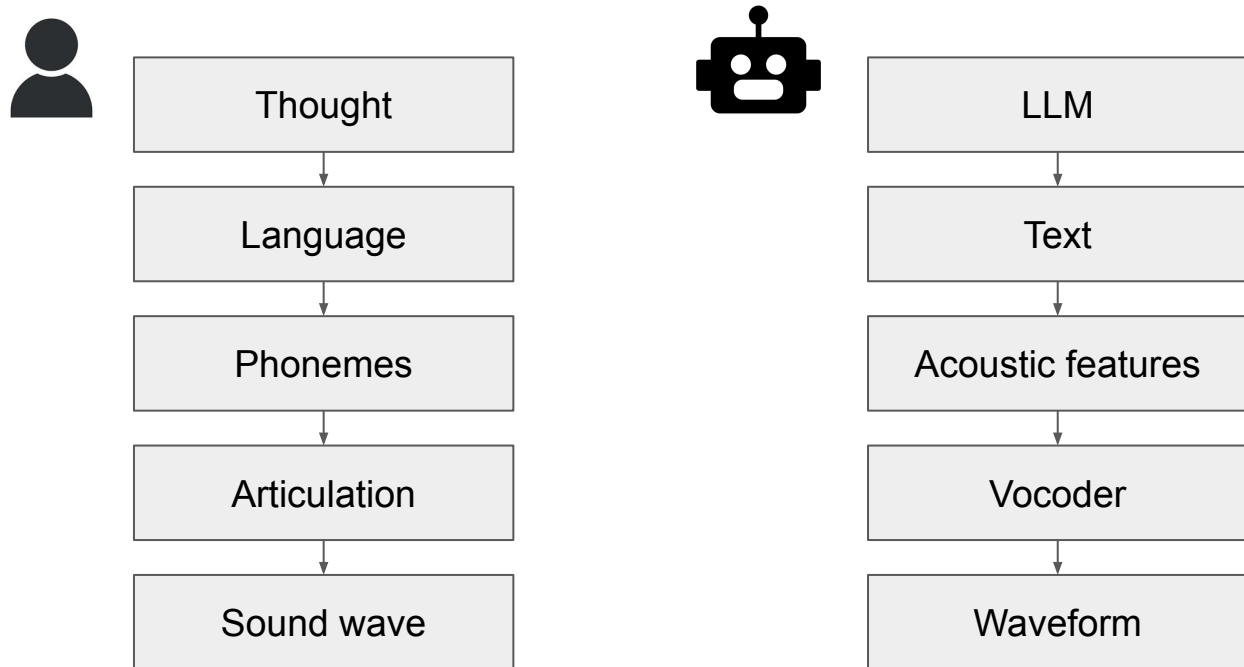 Thought
Language
Phonemes
Articulation
Sound wave
LLM
Text
Acoustic features
Vocoder
Waveform